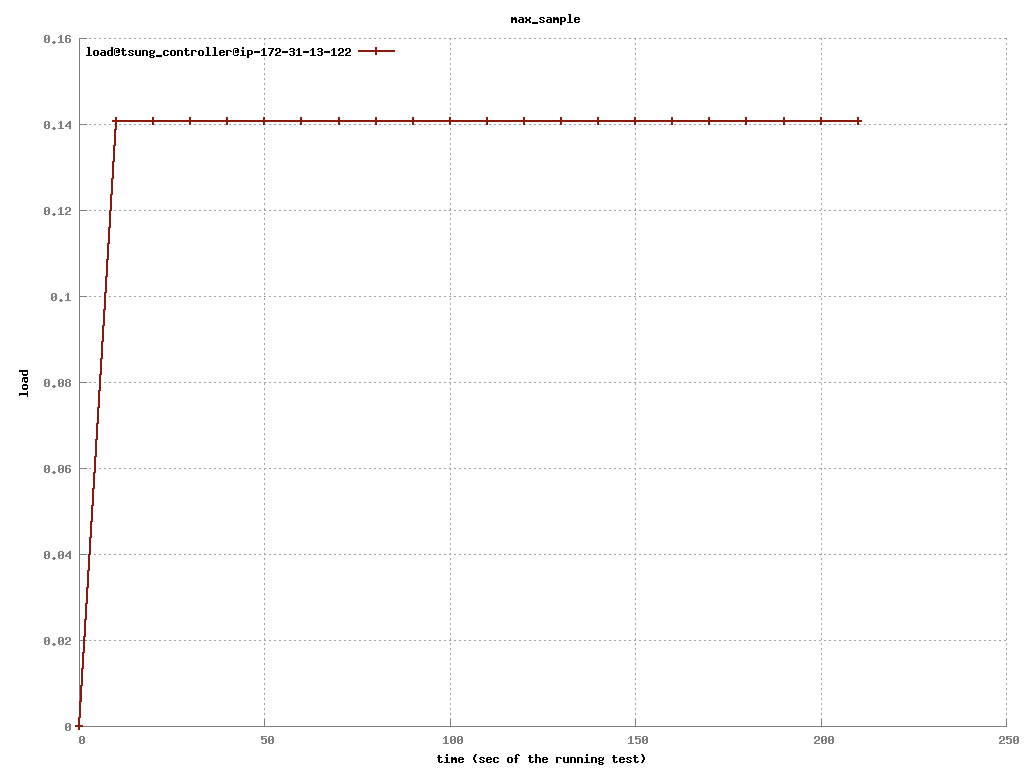 max_sample
load@tsung_controller@ip-172-31-13-122
0.16
0.14
0.12
0.1
0.08
0.06
0.04
0.02
0
load
0 50 100 150 200 250
time (sec of the running test)